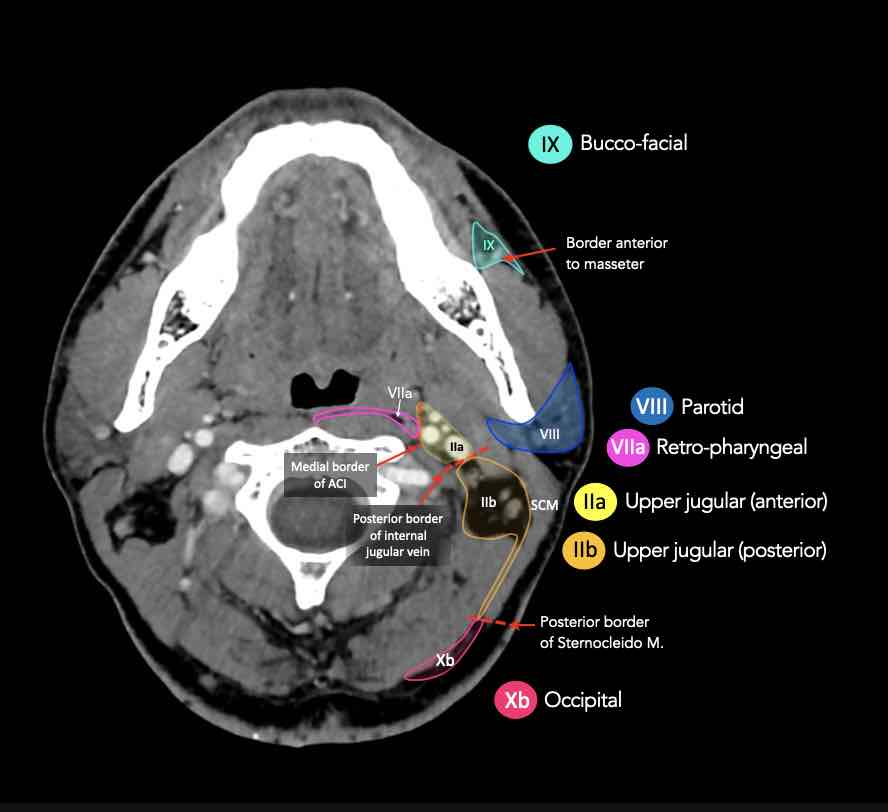 IX Bucco-facial
IX
Border anterior
to masseter
VIIa
VIII Parotid
VIII
IIa
VIIa Retro-pharyngeal
Medial border
of ACI
IIb
SCM
IIa Upper jugular (anterior)
Posterior border
of internal
jugular vein
IIb Upper jugular (posterior)
Posterior border
of Sternocleido M.
Xb
Xb Occipital